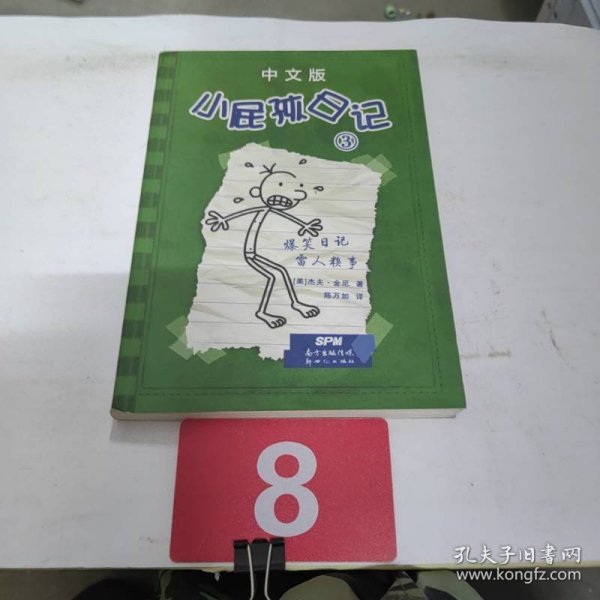 中文版
小屁孩日记
③
爆笑日记
雷人糗事
[美]杰夫·金尼 著
陈万如 译
SPM
南方出版传媒
新世纪出版社
8
孔夫子旧书网
www.kongfz.com